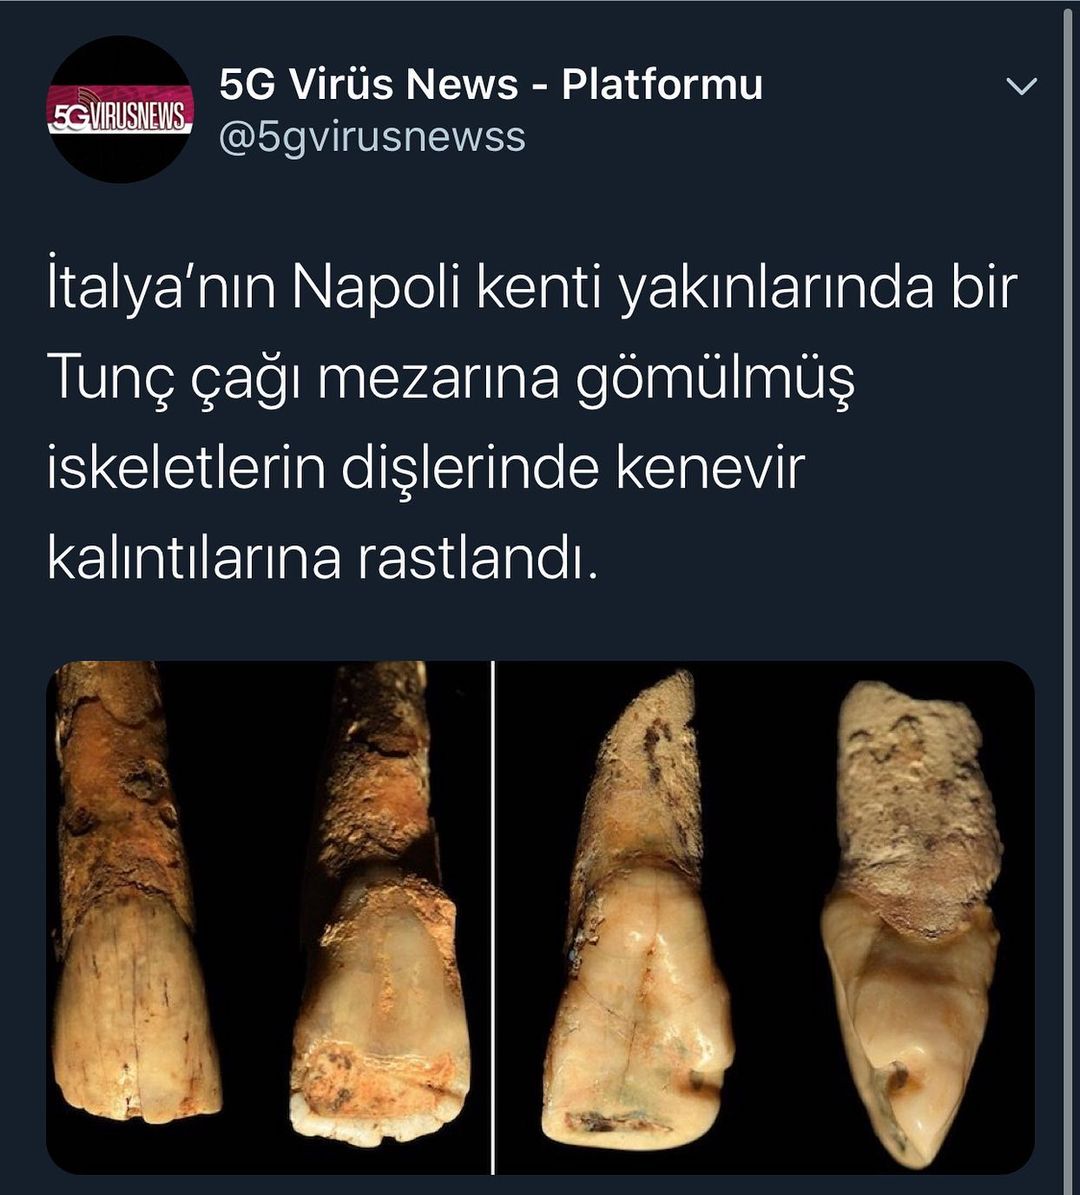 5GVIRUSNEWS
5G Virüs News - Platformu
@5gvirusnewss
İtalya’nın Napoli kenti yakınlarında bir
Tunç çağı mezarına gömülmüş
iskeletlerin dişlerinde kenevir
kalıntılarına rastlandı.